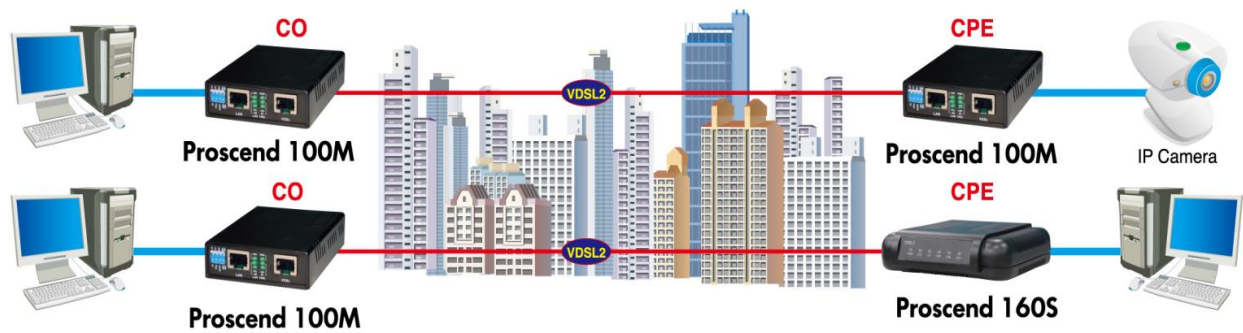 CO
CPE
VDSL2
Proscend 100M
Proscend 100M
IP Camera
CO
CPE
VDSL2
Proscend 100M
Proscend 160S